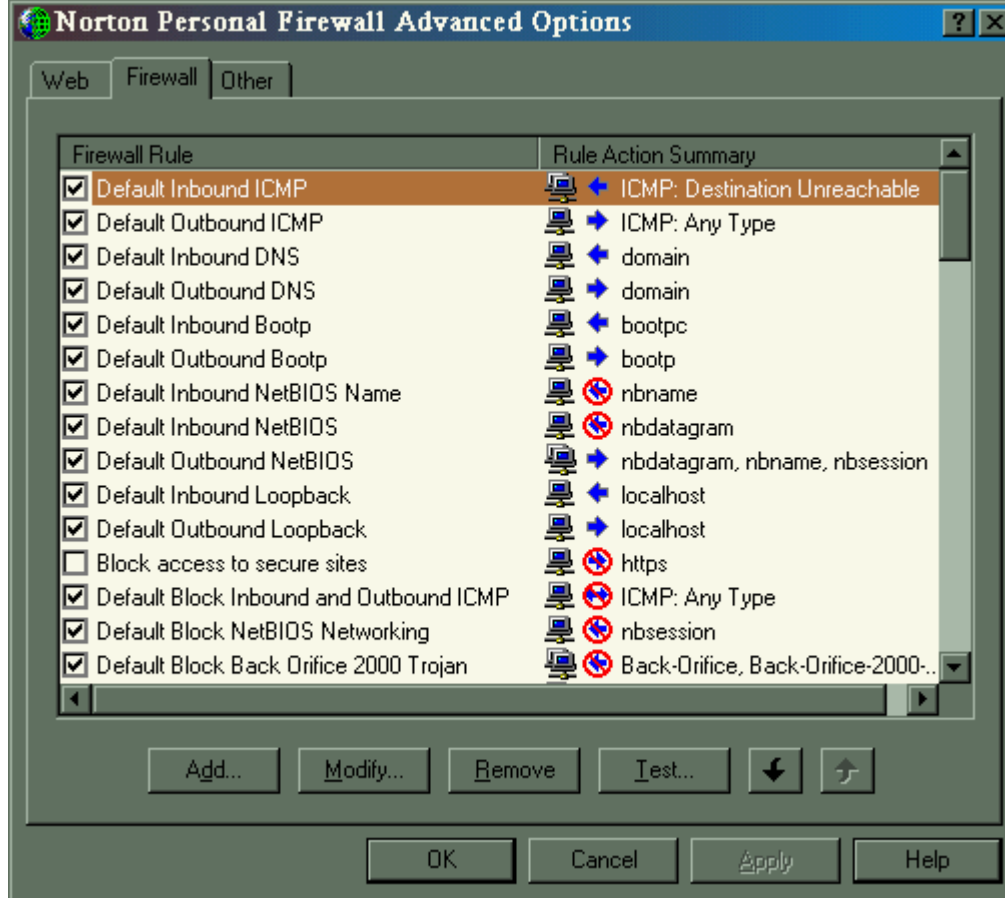 Norton Personal Firewall Advanced Options
Web Firewall Other
Firewall Rule Rule Action Summary
Default Inbound ICMP ICMP: Destination Unreachable
Default Outbound ICMP ICMP: Any Type
Default Inbound DNS domain
Default Outbound DNS domain
Default Inbound Bootp bootpc
Default Outbound Bootp bootp
Default Inbound NetBIOS Name nbname
Default Inbound NetBIOS nbdatagram
Default Outbound NetBIOS nbdatagram, nbname, nbsession
Default Inbound Loopback localhost
Default Outbound Loopback localhost
Block access to secure sites https
Default Block Inbound and Outbound ICMP ICMP: Any Type
Default Block NetBIOS Networking nbsession
Default Block Back Orifice 2000 Trojan Back-Orifice, Back-Orifice-2000-..
Add... Modify... Remove Test...
OK Cancel Apply Help